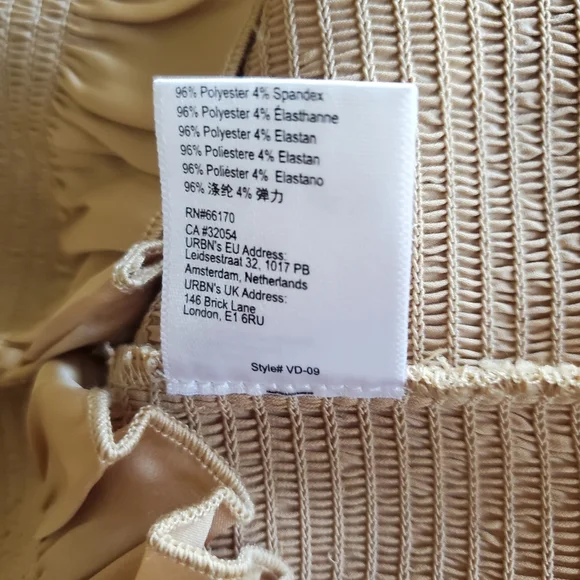 96% Polyester 4% Spandex
96% Polyester 4% Élasthanne
96% Polyester 4% Elastan
96% Poliestere 4% Elastan
96% Poliéster 4% Elastano
96% 涤纶 4% 弹力
RN#66170
CA #32054
URBN's EU Address:
Leidsestraat 32, 1017 PB
Amsterdam, Netherlands
URBN's UK Address:
146 Brick Lane
London, E1 6RU
Style# VD-09